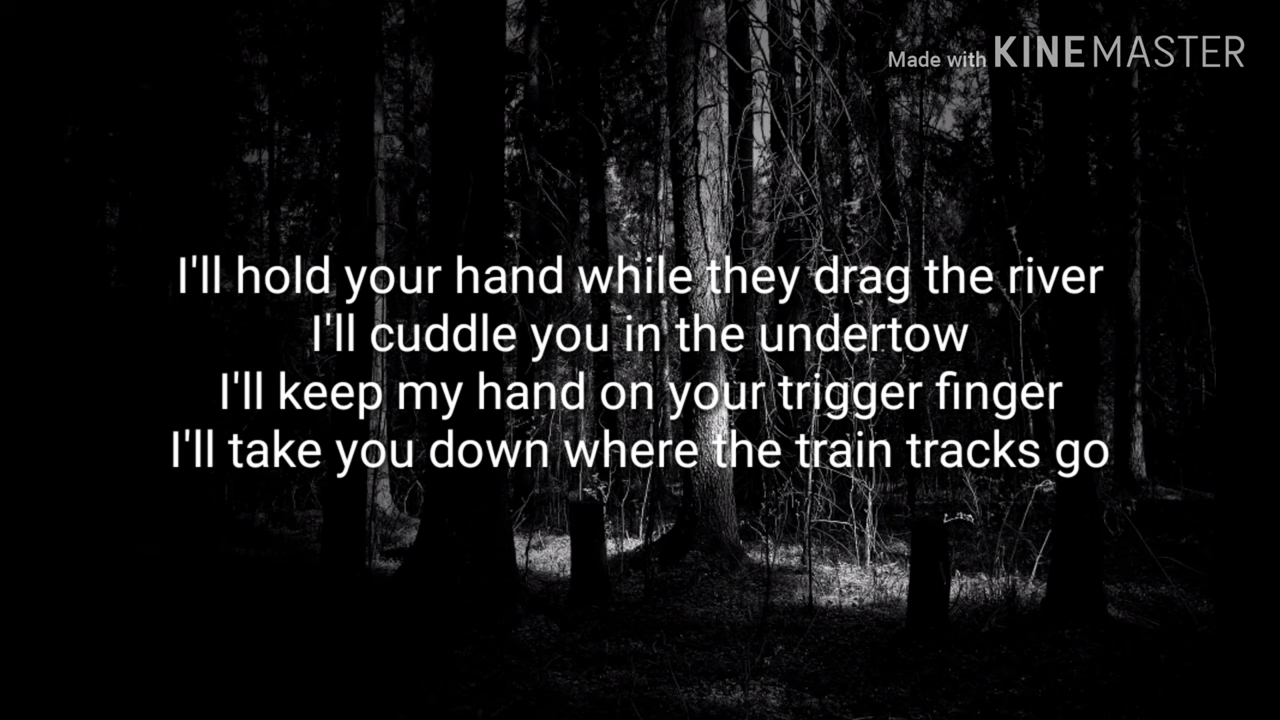 Made with KINEMASTER
I'll hold your hand while they drag the river
I'll cuddle you in the undertow
I'll keep my hand on your trigger finger
I'll take you down where the train tracks go